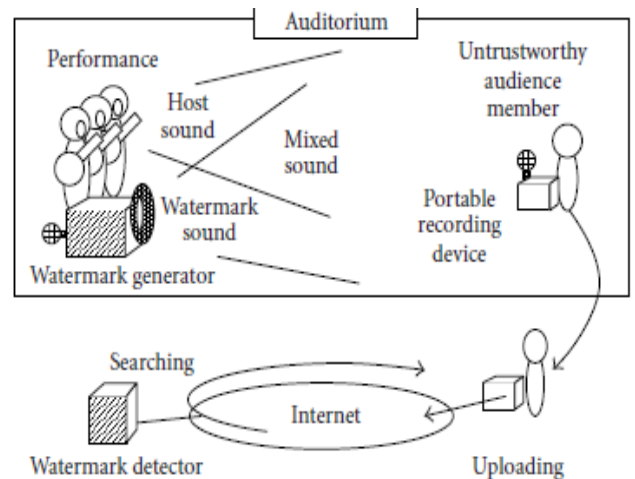 Auditorium
Performance
Host
sound
Mixed
sound
Watermark
sound
Watermark generator
Untrustworthy
audience
member
Portable
recording
device
Searching
Internet
Watermark detector
Uploading